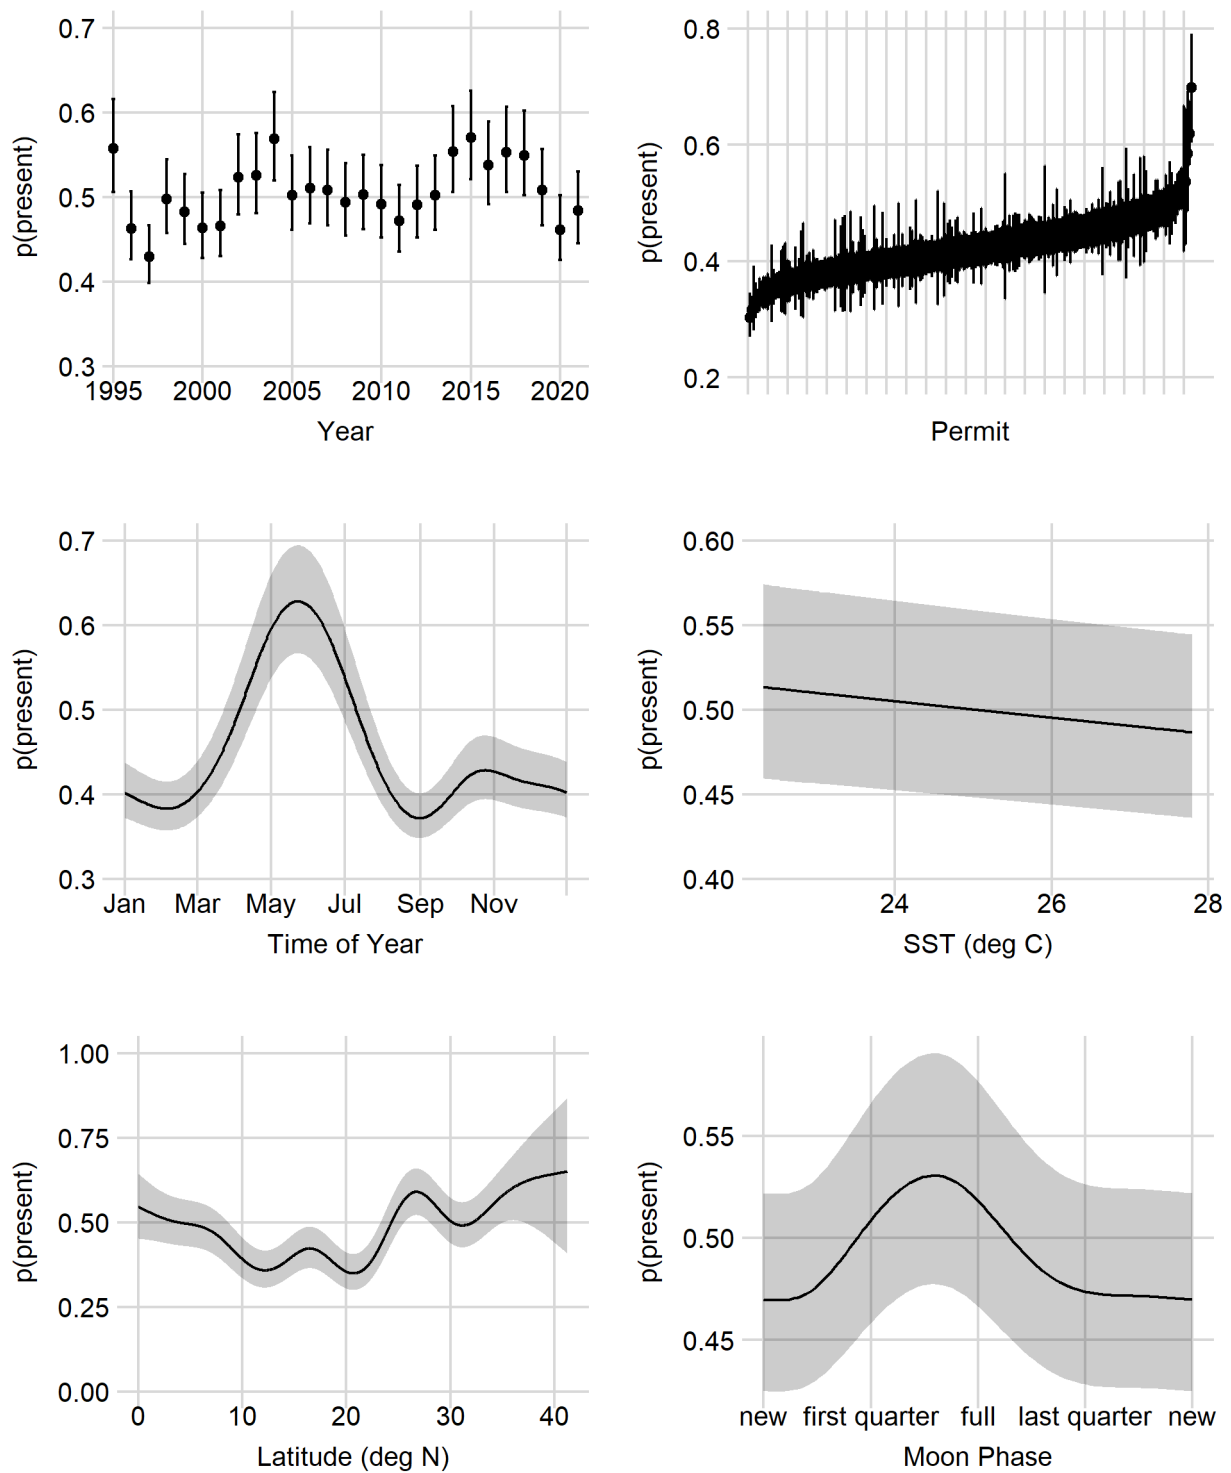 p(present)
0.7
0.6
0.5
0.4
0.3
1995 2000 2005 2010 2015 2020
Year
p(present)
0.8
0.6
0.4
0.2
Permit
p(present)
0.7
0.6
0.5
0.4
0.3
Jan Mar May Jul Sep Nov
Time of Year
p(present)
0.60
0.55
0.50
0.45
0.40
24 26 28
SST (deg C)
p(present)
1.00
0.75
0.50
0.25
0.00
0 10 20 30 40
Latitude (deg N)
p(present)
0.55
0.50
0.45
new first quarter full last quarter new
Moon Phase